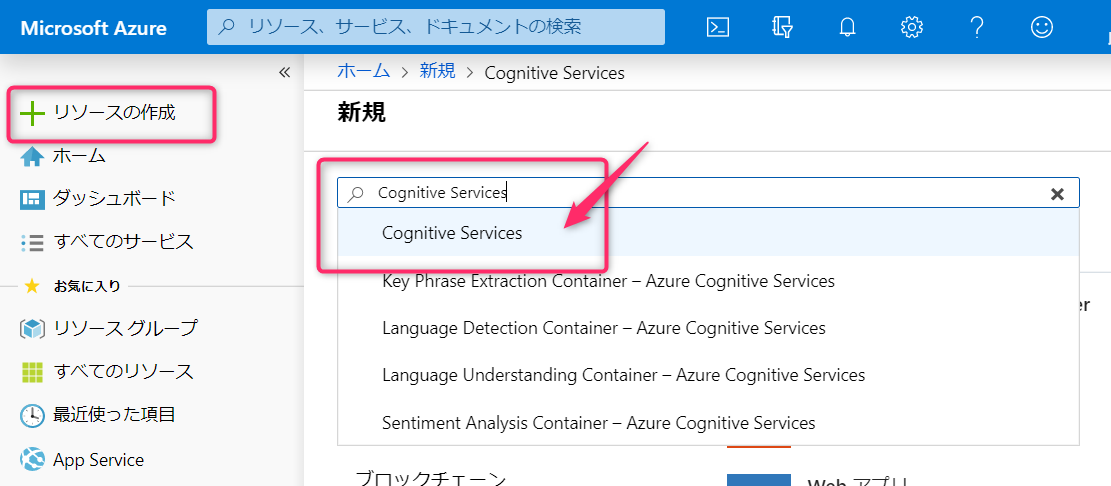 Microsoft Azure
リソース、サービス、ドキュメントの検索
リソースの作成
ホーム
ダッシュボード
すべてのサービス
お気に入り
リソース グループ
すべてのリソース
最近使った項目
App Service
ホーム > 新規 > Cognitive Services
新規
Cognitive Services
Cognitive Services
Key Phrase Extraction Container – Azure Cognitive Services
Language Detection Container – Azure Cognitive Services
Language Understanding Container – Azure Cognitive Services
Sentiment Analysis Container – Azure Cognitive Services
er
ブロックチェーン
Web アプリ